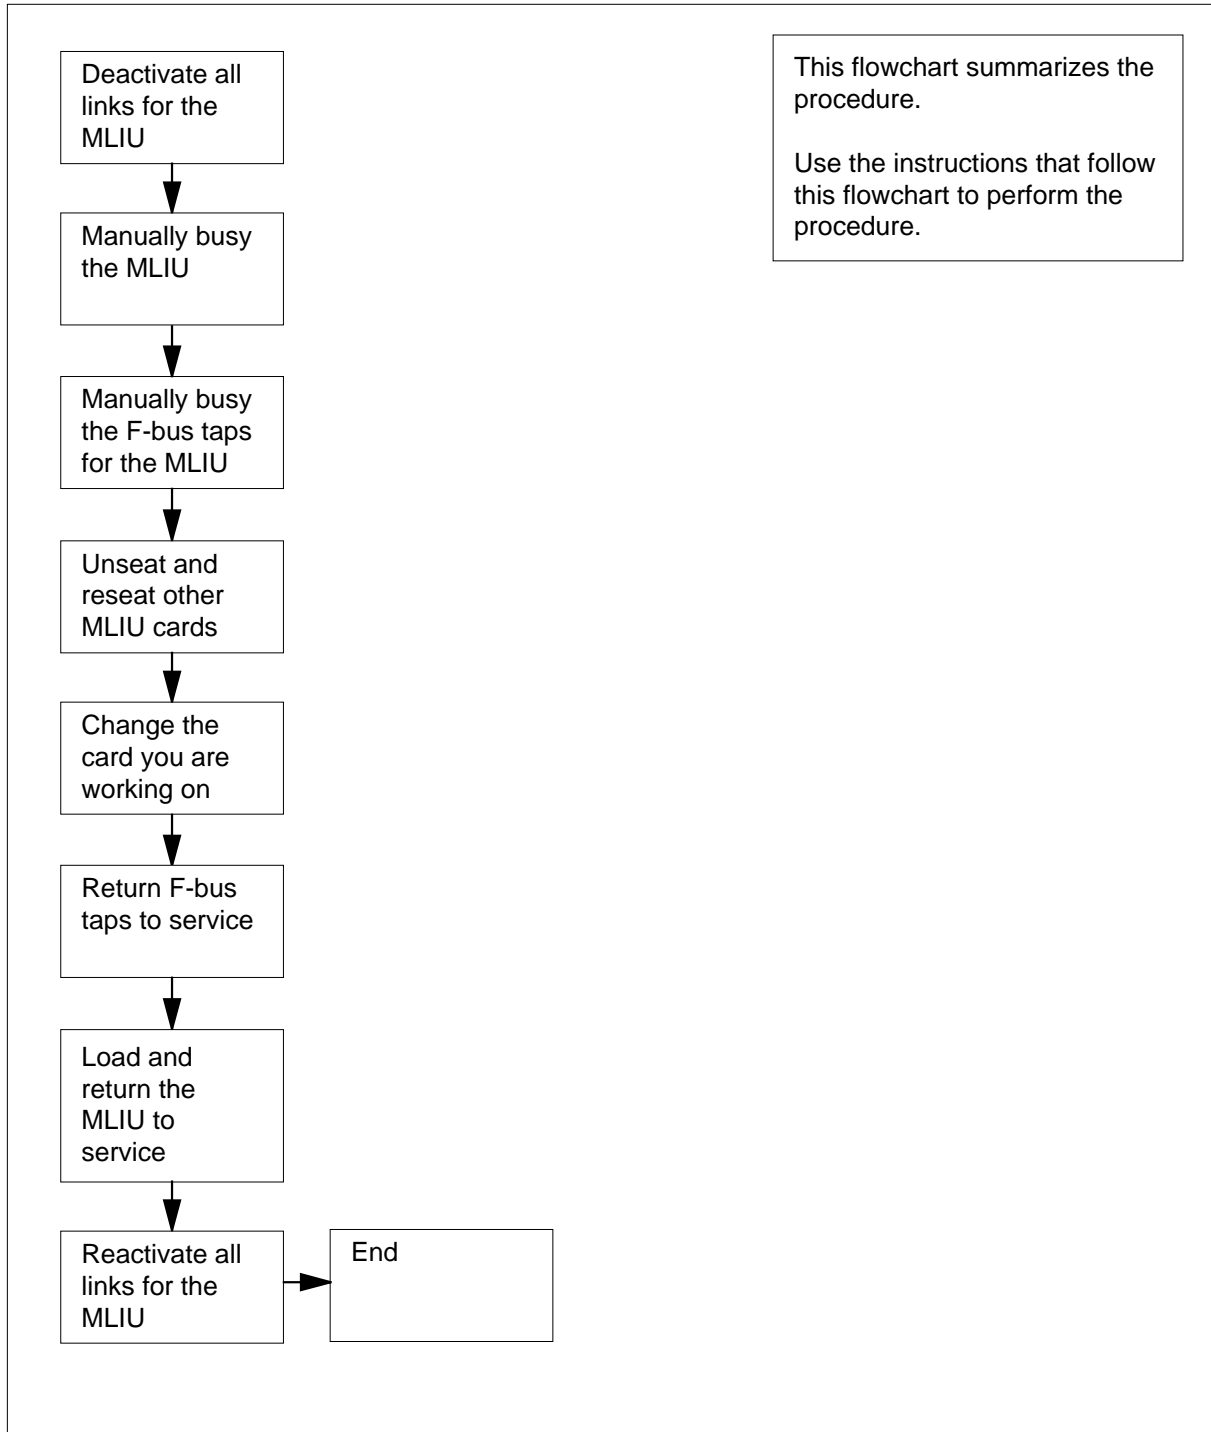 Deactivate all
links for the
MLIU
Manually busy
the MLIU
Manually busy
the F-bus taps
for the MLIU
Unseat and
reseat other
MLIU cards
Change the
card you are
working on
Return F-bus
taps to service
Load and
return the
MLIU to
service
Reactivate all
links for the
MLIU
End
This flowchart summarizes the
procedure.
Use the instructions that follow
this flowchart to perform the
procedure.